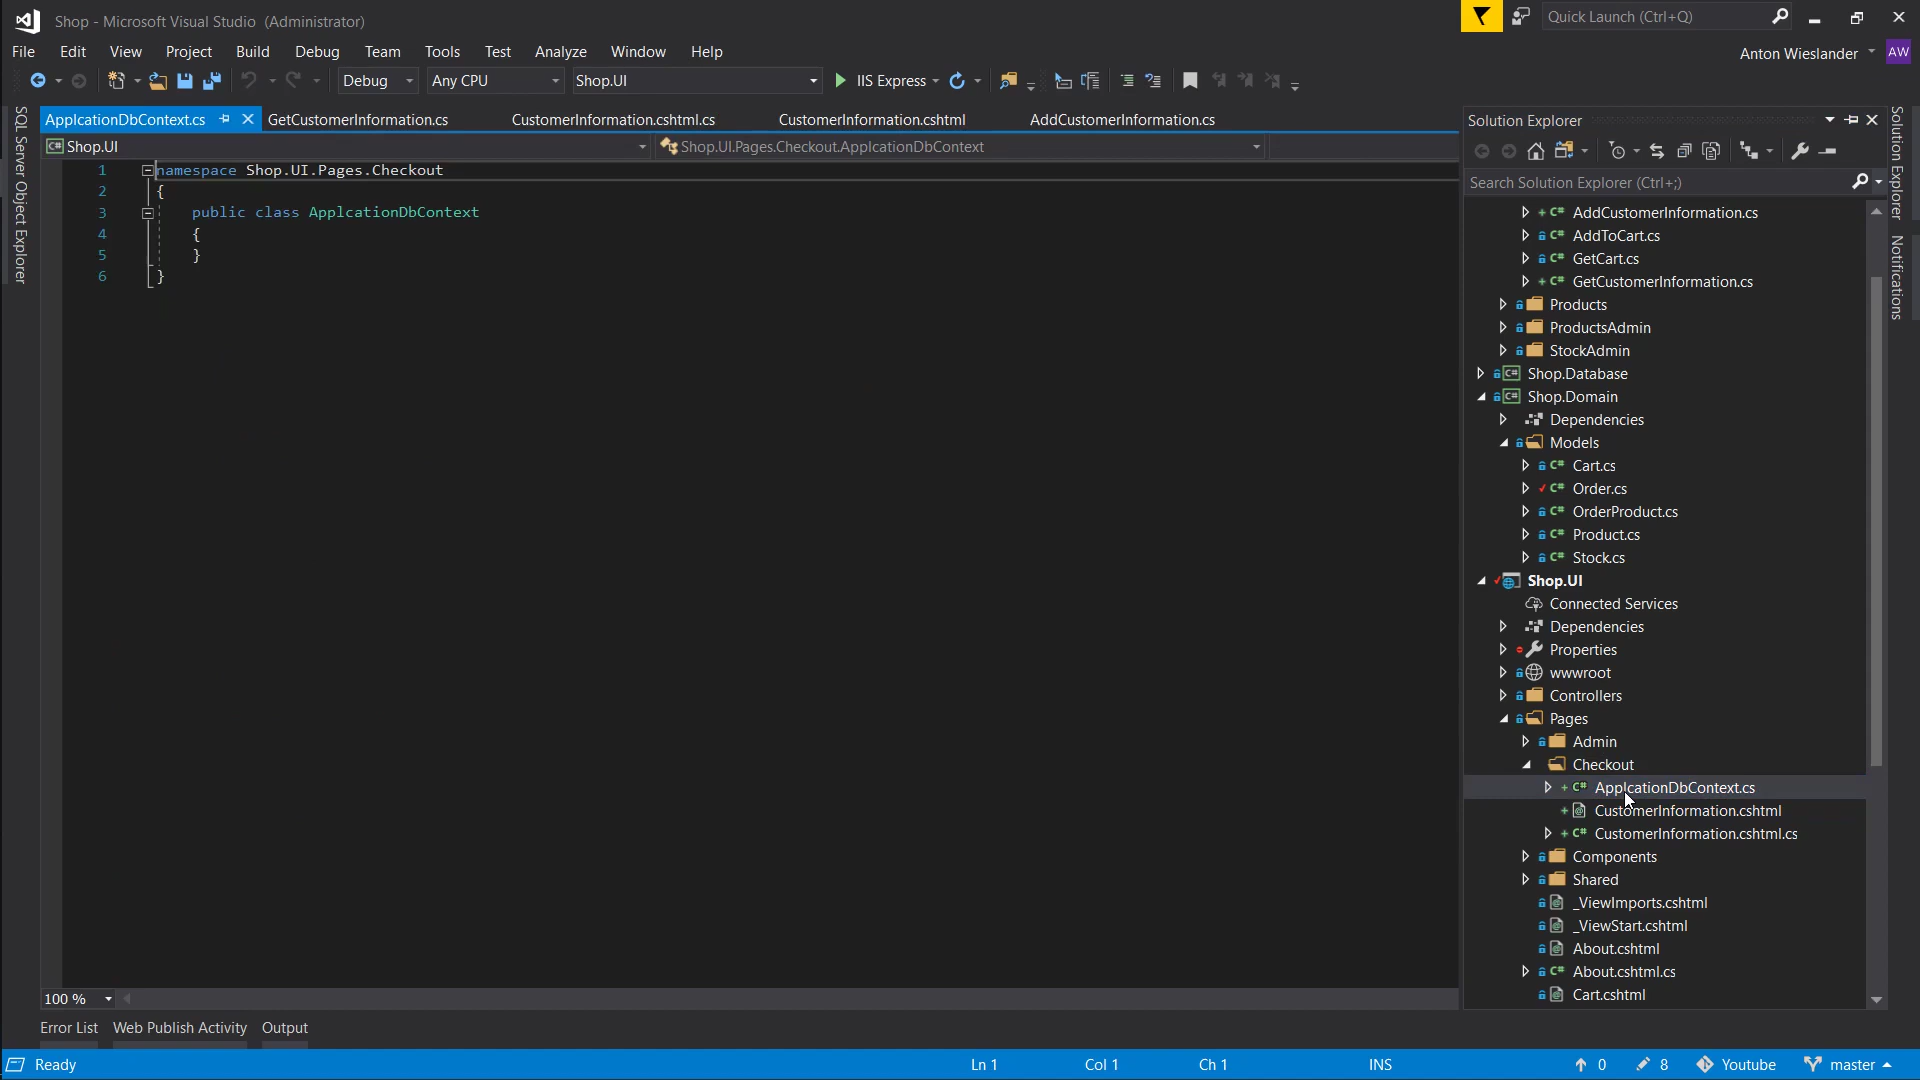 Shop - Microsoft Visual Studio (Administrator)
Quick Launch (Ctrl+Q)
File Edit View Project Build Debug Team Tools Test Analyze Window Help
Anton Wieslander AW
Debug Any CPU Shop.UI IIS Express
SQL Server Object Explorer
ApplcationDbContext.cs GetCustomerInformation.cs CustomerInformation.cshtml.cs CustomerInformation.cshtml AddCustomerInformation.cs
Shop.UI Shop.UI.Pages.Checkout.ApplcationDbContext
1 namespace Shop.UI.Pages.Checkout
2 {
3 public class ApplcationDbContext
4 {
5 }
6 }
100 %
Solution Explorer
Search Solution Explorer (Ctrl+;)
AddCustomerInformation.cs
AddToCart.cs
GetCart.cs
GetCustomerInformation.cs
Products
ProductsAdmin
StockAdmin
Shop.Database
Shop.Domain
Dependencies
Models
Cart.cs
Order.cs
OrderProduct.cs
Product.cs
Stock.cs
Shop.UI
Connected Services
Dependencies
Properties
wwwroot
Controllers
Pages
Admin
Checkout
ApplcationDbContext.cs
CustomerInformation.cshtml
CustomerInformation.cshtml.cs
Components
Shared
_ViewImports.cshtml
_ViewStart.cshtml
About.cshtml
About.cshtml.cs
Cart.cshtml
Solution Explorer
Notifications
Error List Web Publish Activity Output
Ready Ln 1 Col 1 Ch 1 INS 0 8 Youtube master